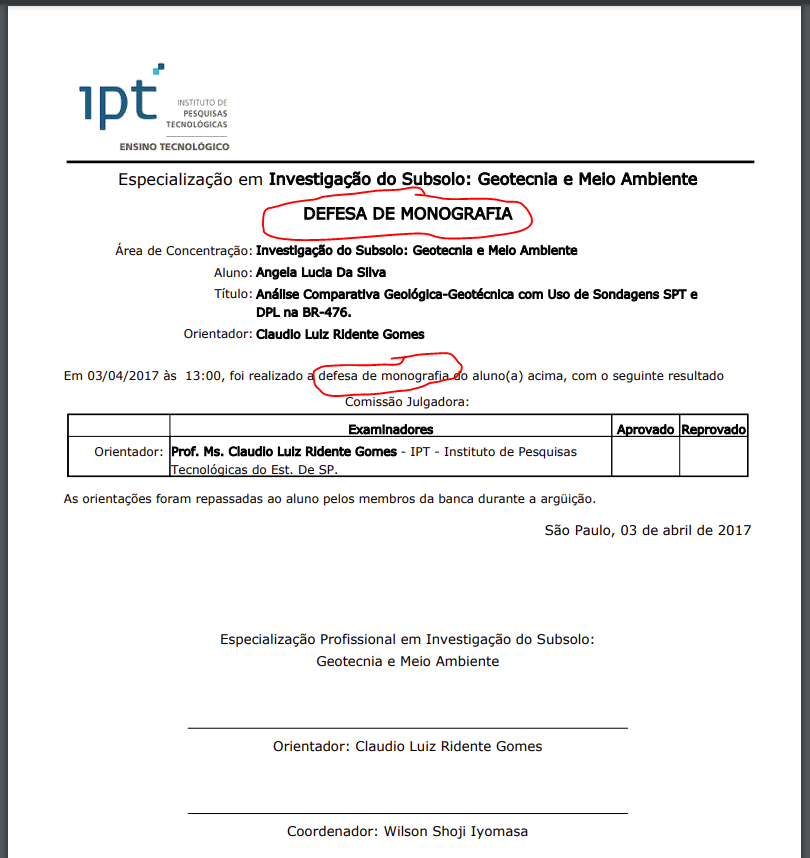 ipt
INSTITUTO DE
PESQUISAS
TECNOLÓGICAS
ENSINO TECNOLÓGICO
Especialização em Investigação do Subsolo: Geotecnia e Meio Ambiente
DEFESA DE MONOGRAFIA
Área de Concentração: Investigação do Subsolo: Geotecnia e Meio Ambiente
Aluno: Angela Lucia Da Silva
Título: Análise Comparativa Geológica-Geotécnica com Uso de Sondagens SPT e
DPL na BR-476.
Orientador: Claudio Luiz Ridente Gomes
Em 03/04/2017 às 13:00, foi realizado a defesa de monografia do aluno(a) acima, com o seguinte resultado
Comissão Julgadora:
Examinadores Aprovado Reprovado
Orientador: Prof. Ms. Claudio Luiz Ridente Gomes - IPT - Instituto de Pesquisas
Tecnológicas do Est. De SP.
As orientações foram repassadas ao aluno pelos membros da banca durante a argüição.
São Paulo, 03 de abril de 2017
Especialização Profissional em Investigação do Subsolo:
Geotecnia e Meio Ambiente
Orientador: Claudio Luiz Ridente Gomes
Coordenador: Wilson Shoji Iyomasa